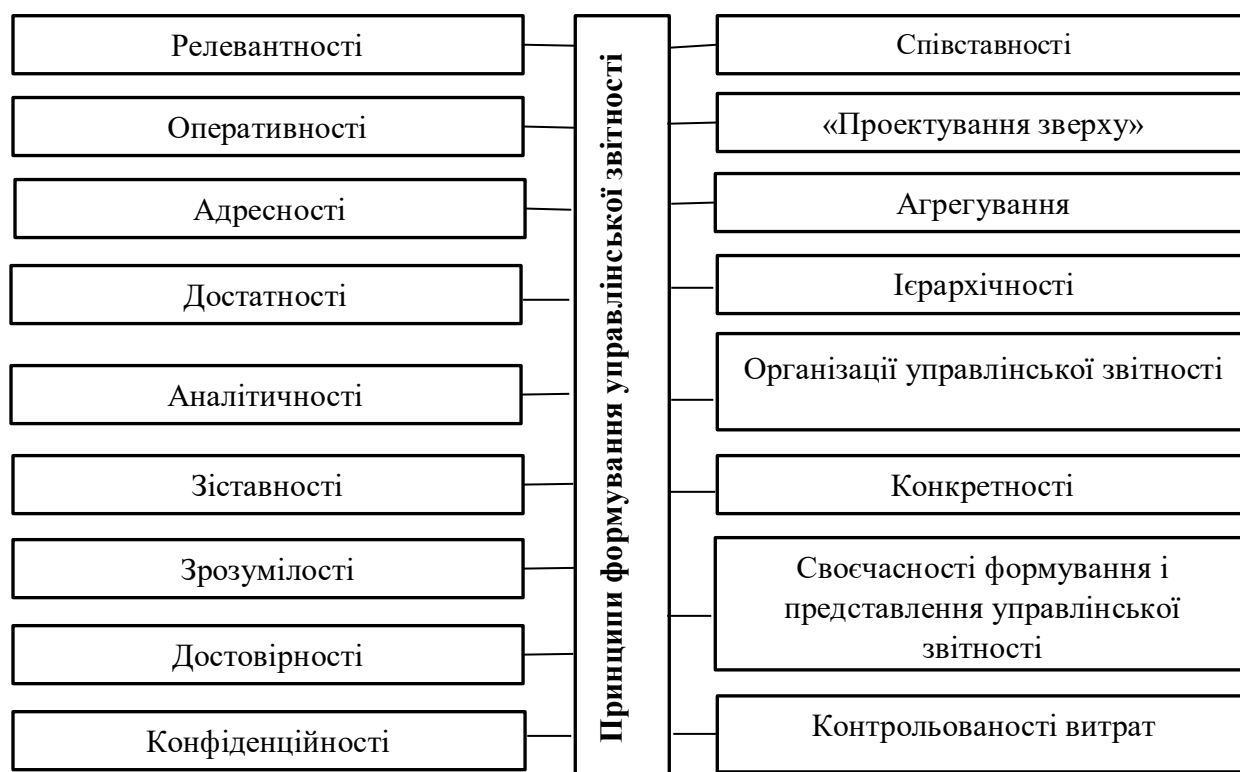 Релевантності
Оперативності
Адресності
Достатності
Аналітичності
Зіставності
Зрозумілості
Достовірності
Конфіденційності
Принципи формування управлінської звітності
Співставності
«Проектування зверху»
Агрегування
Ієрархічності
Організації управлінської звітності
Конкретності
Своєчасності формування і
представлення управлінської
звітності
Контрольованості витрат